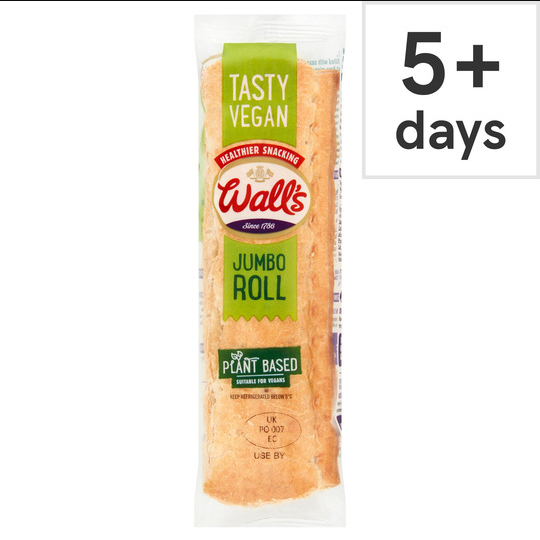 5+
days
TASTY
VEGAN
HEALTHIER SNACKING
Wall's
Since 1786
JUMBO
ROLL
PLANT BASED
SUITABLE FOR VEGANS
KEEP REFRIGERATED BELOW 5°C
UK
PO 007
EC
USE BY